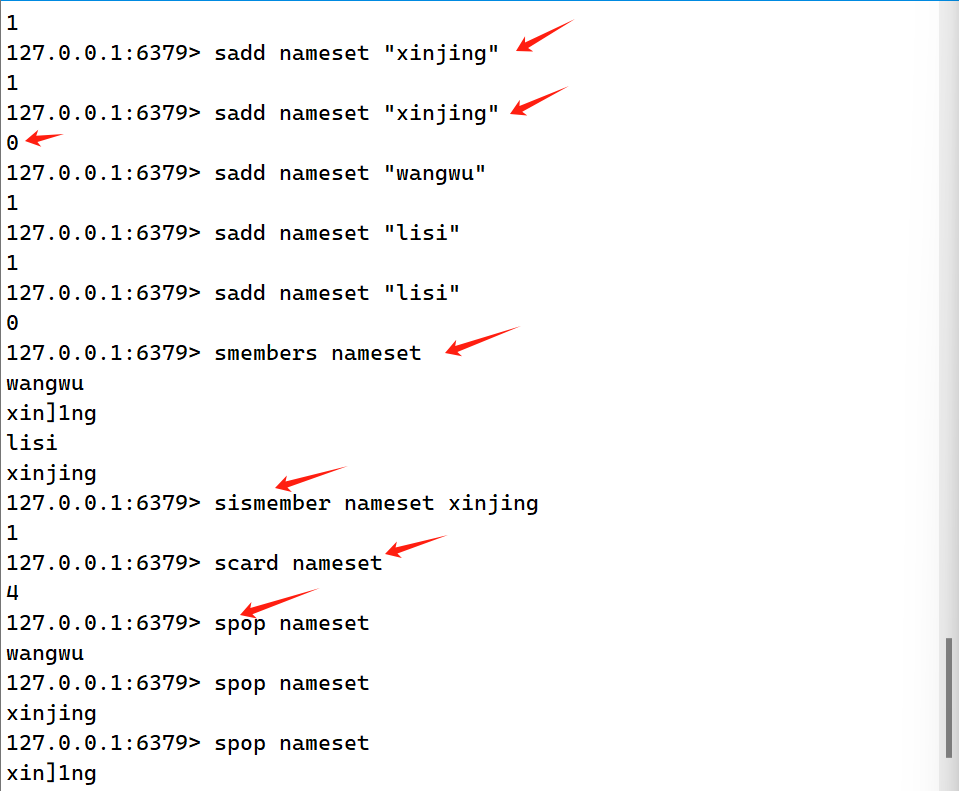 1
127.0.0.1:6379> sadd nameset "xinjing"
1
127.0.0.1:6379> sadd nameset "xinjing"
0
127.0.0.1:6379> sadd nameset "wangwu"
1
127.0.0.1:6379> sadd nameset "lisi"
1
127.0.0.1:6379> sadd nameset "lisi"
0
127.0.0.1:6379> smembers nameset
wangwu
xin]1ng
lisi
xinjing
127.0.0.1:6379> sismember nameset xinjing
1
127.0.0.1:6379> scard nameset
4
127.0.0.1:6379> spop nameset
wangwu
127.0.0.1:6379> spop nameset
xinjing
127.0.0.1:6379> spop nameset
xin]1ng